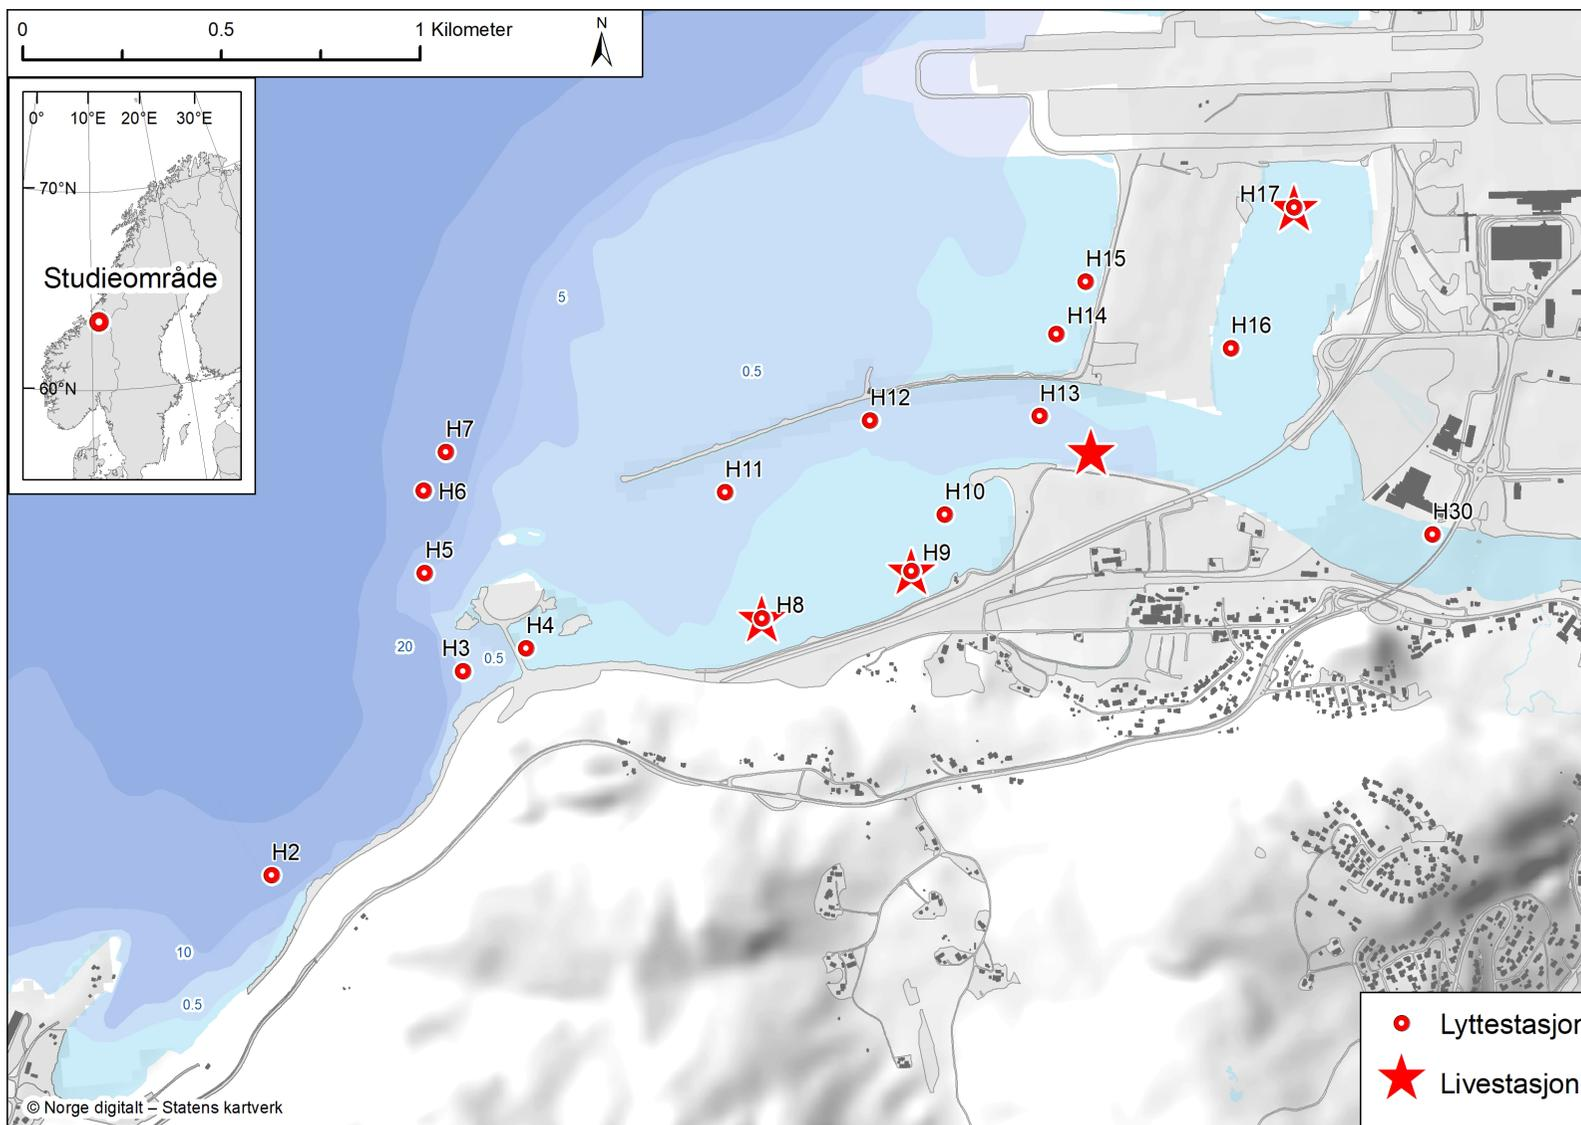 0 0.5 1 Kilometer
N
0° 10°E 20°E 30°E
70°N
Studieområde
60°N
H17
H15
5
H14
H16
0.5
H12
H13
H7
H11
H6
H10
H30
H5
H9
H8
H4
20
H3
0.5
H2
10
0.5
Lyttestasjon
Livestasjon
© Norge digitalt – Statens kartverk